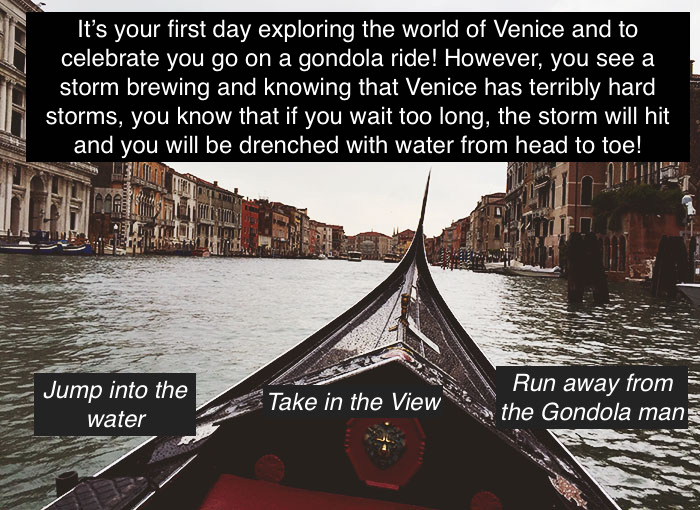 It’s your first day exploring the world of Venice and to
celebrate you go on a gondola ride! However, you see a
storm brewing and knowing that Venice has terribly hard
storms, you know that if you wait too long, the storm will hit
and you will be drenched with water from head to toe!
Jump into the
water
Take in the View
Run away from
the Gondola man